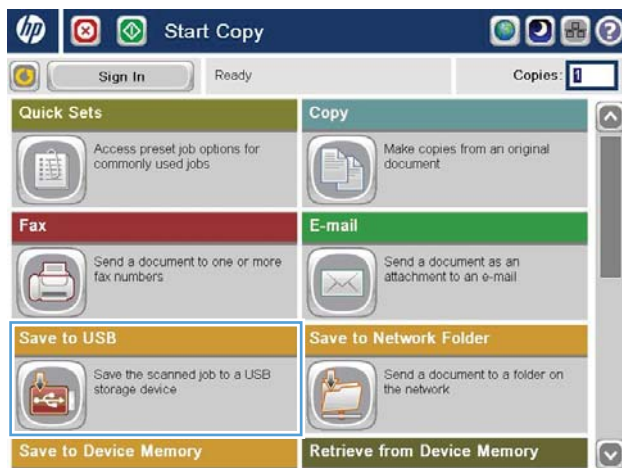 hp
Start Copy
?
Sign In
Ready
Copies: 1
Quick Sets
Access preset job options for
commonly used jobs
Copy
Make copies from an original
document
Fax
Send a document to one or more
fax numbers
E-mail
Send a document as an
attachment to an e-mail
Save to USB
Save the scanned job to a USB
storage device
Save to Network Folder
Send a document to a folder on
the network
Save to Device Memory
Retrieve from Device Memory